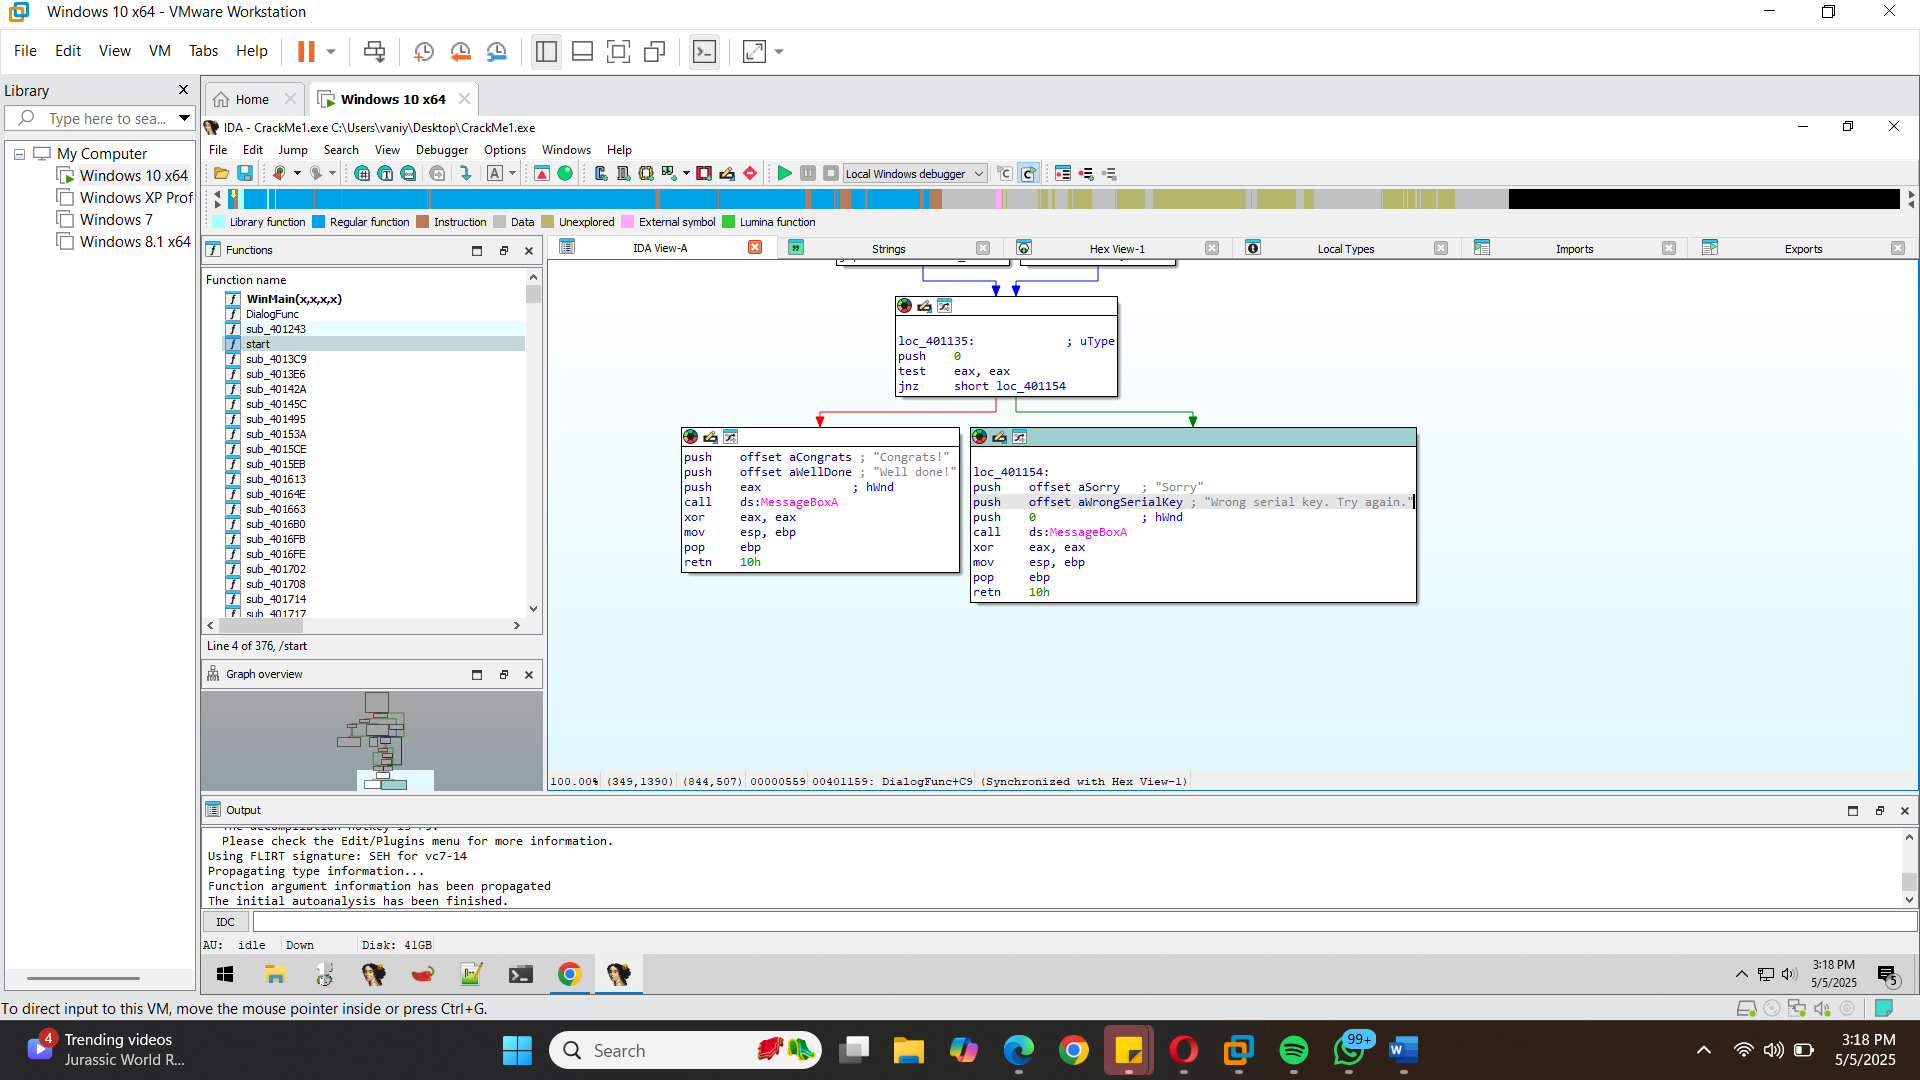 Windows 10 x64 - VMware Workstation
File Edit View VM Tabs Help
Library
Type here to sea...
My Computer
Windows 10 x64
Windows XP Prof
Windows 7
Windows 8.1 x64
Home
Windows 10 x64
IDA - CrackMe1.exe C:\Users\vaniy\Desktop\CrackMe1.exe
File Edit Jump Search View Debugger Options Windows Help
Local Windows debugger
Library function Regular function Instruction Data Unexplored External symbol Lumina function
Functions
Function name
WinMain(x,x,x,x)
DialogFunc
sub_401243
start
sub_4013C9
sub_4013E6
sub_40142A
sub_40145C
sub_401495
sub_40153A
sub_4015CE
sub_4015EB
sub_401613
sub_40164E
sub_401663
sub_4016B0
sub_4016FB
sub_4016FE
sub_401702
sub_401708
sub_401714
sub_401717
Line 4 of 376, /start
Graph overview
IDA View-A
Strings
Hex View-1
Local Types
Imports
Exports
loc_401135: ; uType
push 0
test eax, eax
jnz short loc_401154
push offset aCongrats ; "Congrats!"
push offset aWellDone ; "Well done!"
push eax ; hWnd
call ds:MessageBoxA
xor eax, eax
mov esp, ebp
pop ebp
retn 10h
loc_401154:
push offset aSorry ; "Sorry"
push offset aWrongSerialKey ; "Wrong serial key. Try again."
push 0 ; hWnd
call ds:MessageBoxA
xor eax, eax
mov esp, ebp
pop ebp
retn 10h
100.00% (349,1390) (844,507) 00000559 00401159: DialogFunc+C9 (Synchronized with Hex View-1)
Output
Please check the Edit/Plugins menu for more information.
Using FLIRT signature: SEH for vc7-14
Propagating type information...
Function argument information has been propagated
The initial autoanalysis has been finished.
IDC
AU: idle Down Disk: 41GB
3:18 PM
5/5/2025
5
To direct input to this VM, move the mouse pointer inside or press Ctrl+G.
4
Trending videos
Jurassic World R...
Search
99+
3:18 PM
5/5/2025